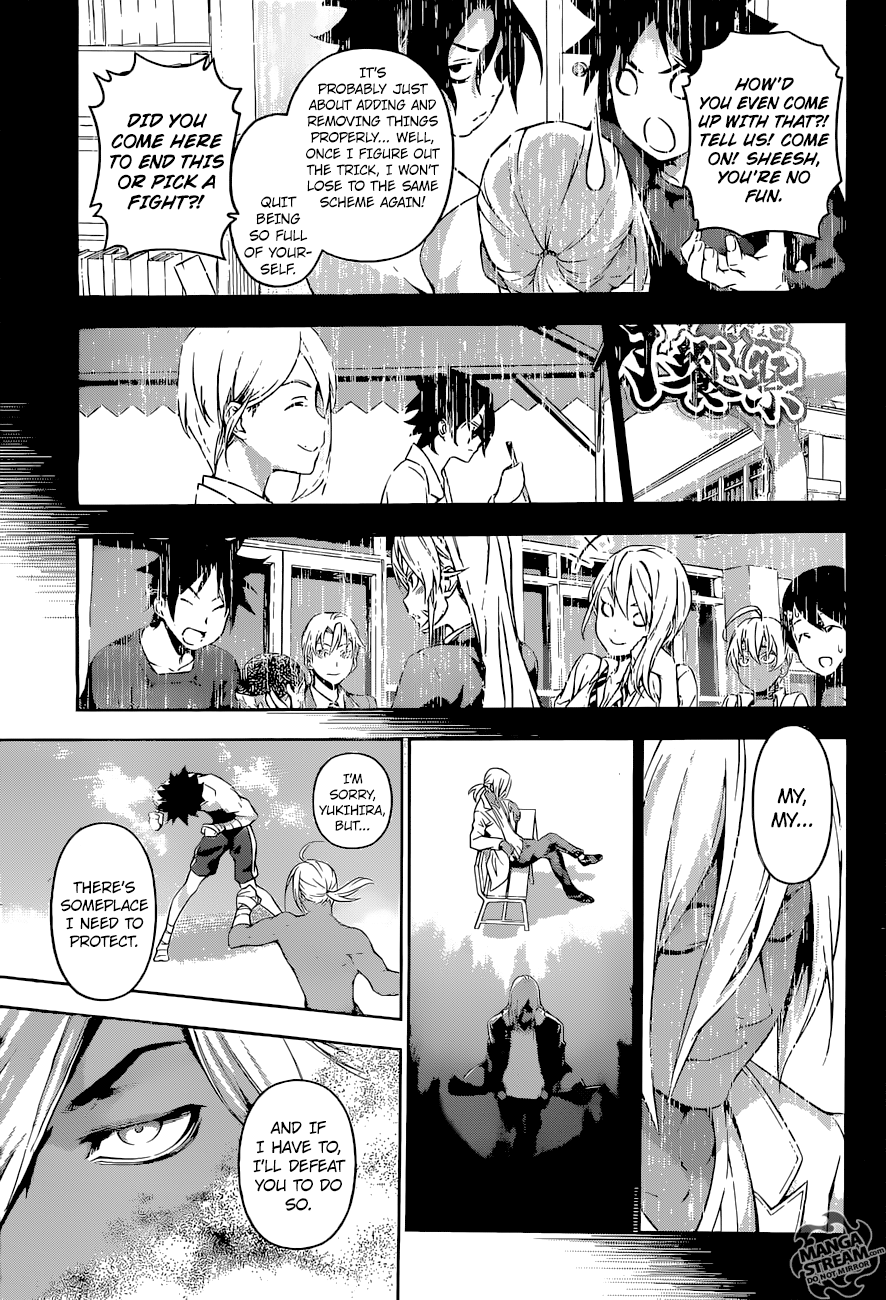 HOW'D
YOU EVEN COME
UP WITH THAT?!
TELL US! COME
ON! SHEESH,
YOU'RE NO
FUN.
IT'S
PROBABLY JUST
ABOUT ADDING AND
REMOVING THINGS
PROPERLY... WELL,
ONCE I FIGURE OUT
THE TRICK, I WON'T
LOSE TO THE SAME
SCHEME AGAIN!
QUIT
BEING
SO FULL
OF YOUR-
SELF.
DID YOU
COME HERE
TO END THIS
OR PICK A
FIGHT?!
MY,
MY...
I'M
SORRY,
YUKIHIRA,
BUT...
THERE'S
SOMEPLACE
I NEED TO
PROTECT.
AND IF
I HAVE TO,
I'LL DEFEAT
YOU TO DO
SO.
MANGA
STREAM.COM
DO NOT MIRROR!